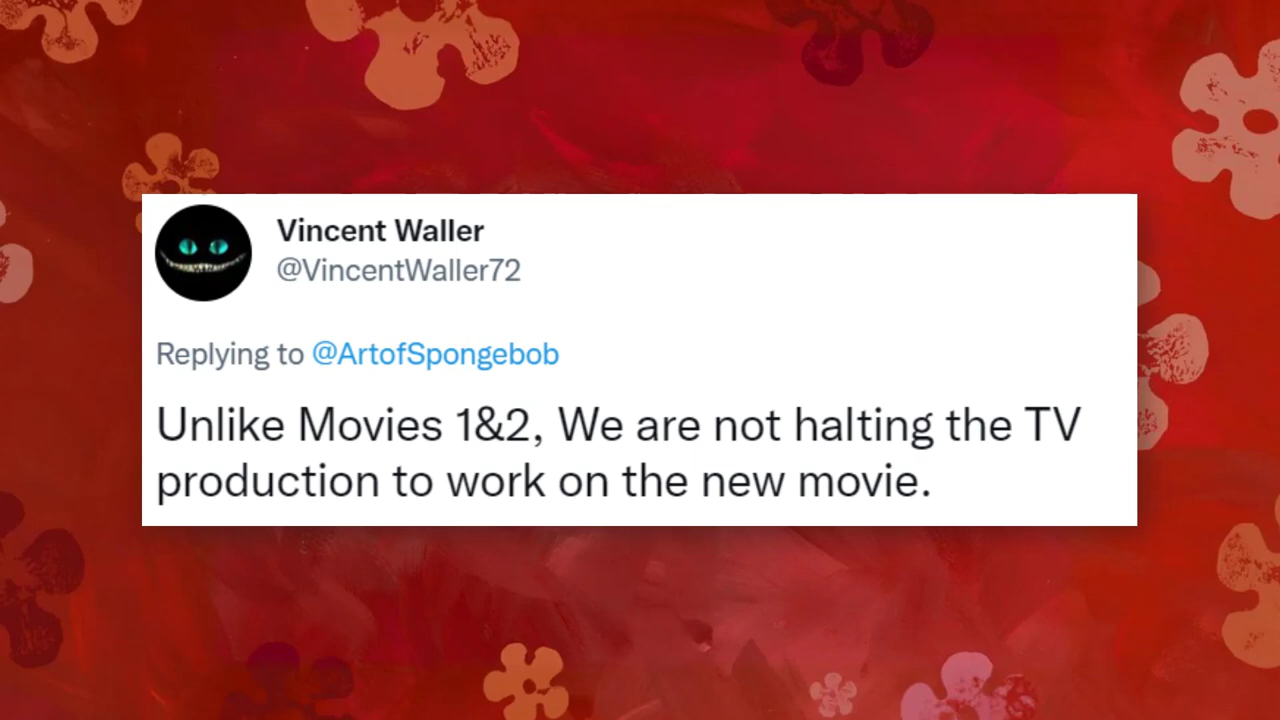 Vincent Waller
@VincentWaller72
Replying to @ArtofSpongebob
Unlike Movies 1&2, We are not halting the TV
production to work on the new movie.